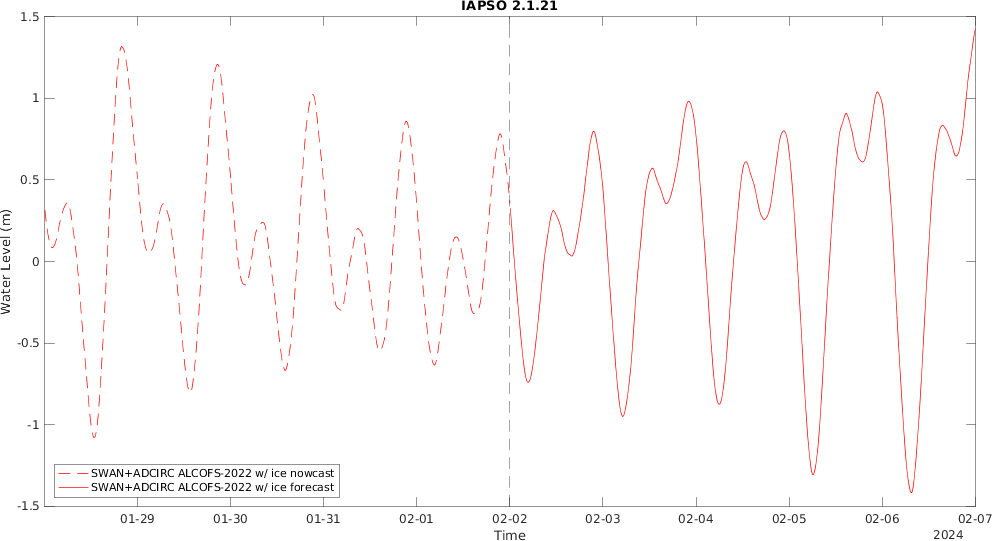 IAPSO 2.1.21
1.5
1
0.5
0
-0.5
-1
-1.5
Water Level (m)
SWAN+ADCIRC ALCOFS-2022 w/ ice nowcast
SWAN+ADCIRC ALCOFS-2022 w/ ice forecast
01-29 01-30 01-31 02-01 02-02 02-03 02-04 02-05 02-06 02-07
Time
2024